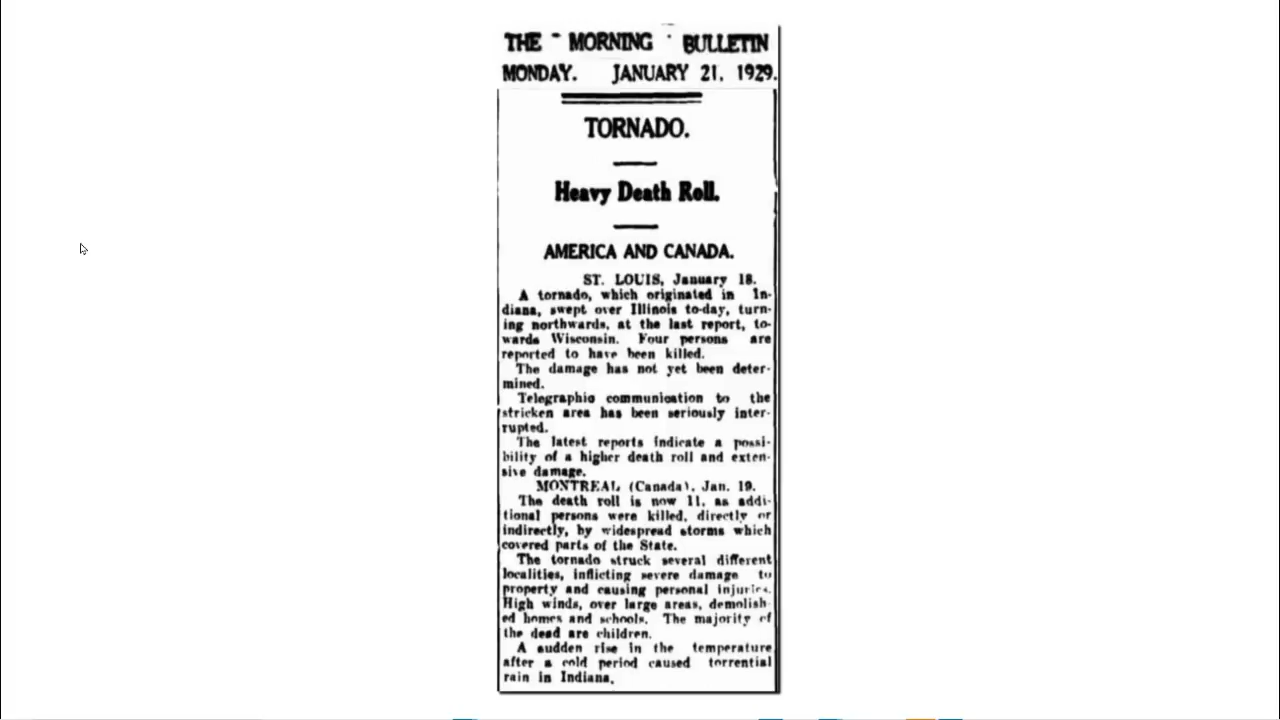 THE MORNING BULLETIN
MONDAY. JANUARY 21, 1929.
TORNADO.
Heavy Death Roll.
AMERICA AND CANADA.
ST. LOUIS, January 18.
A tornado, which originated in In-
diana, swept over Illinois to-day, turn-
ing northwards, at the last report, to-
wards Wisconsin. Four persons are
reported to have been killed.
The damage has not yet been deter-
mined.
Telegraphic communication to the
stricken area has been seriously inter-
rupted.
The latest reports indicate a possi-
bility of a higher death roll and exten-
sive damage.
MONTREAL (Canada), Jan. 19.
The death roll is now 11, as addi-
tional persons were killed, directly or
indirectly, by widespread storms which
covered parts of the State.
The tornado struck several different
localities, inflicting severe damage to
property and causing personal injuries.
High winds, over large areas, demolish-
ed homes and schools. The majority of
the dead are children.
A sudden rise in the temperature
after a cold period caused torrential
rain in Indiana.